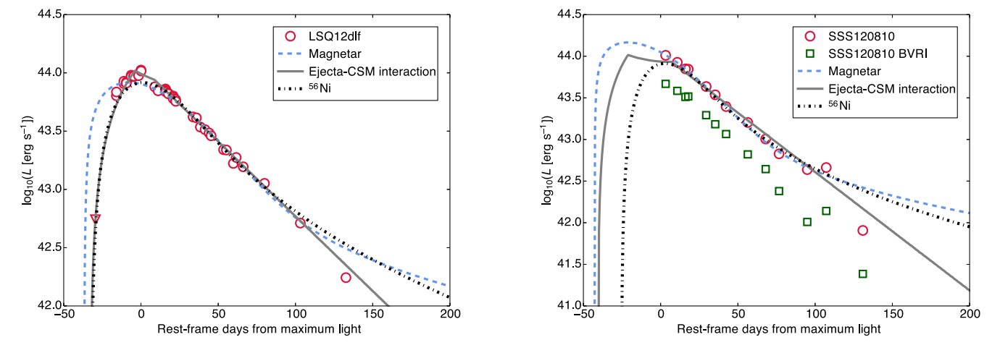 44.5
44.0
43.5
43.0
42.5
42.0
−50
0
50
100
150
200
log₁₀(L [erg s⁻¹])
Rest-frame days from maximum light
LSQ12dlf
Magnetar
Ejecta-CSM interaction
⁵⁶Ni
44.5
44.0
43.5
43.0
42.5
42.0
41.5
41.0
−50
0
50
100
150
200
log₁₀(L [erg s⁻¹])
Rest-frame days from maximum light
SSS120810
SSS120810 BVRI
Magnetar
Ejecta-CSM interaction
⁵⁶Ni